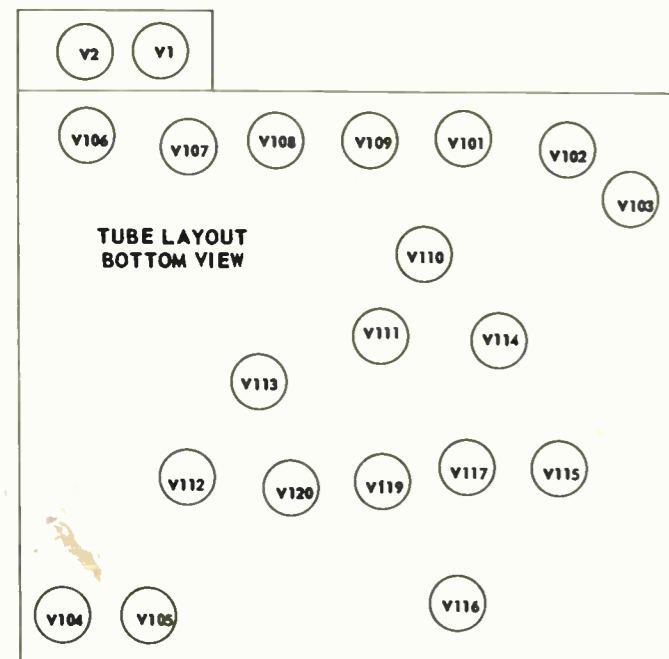 V2 V1
V106 V107 V108 V109 V101 V102
V103
TUBE LAYOUT
BOTTOM VIEW
V110
V111 V114
V113
V112 V120 V119 V117 V115
V116
V104 V105